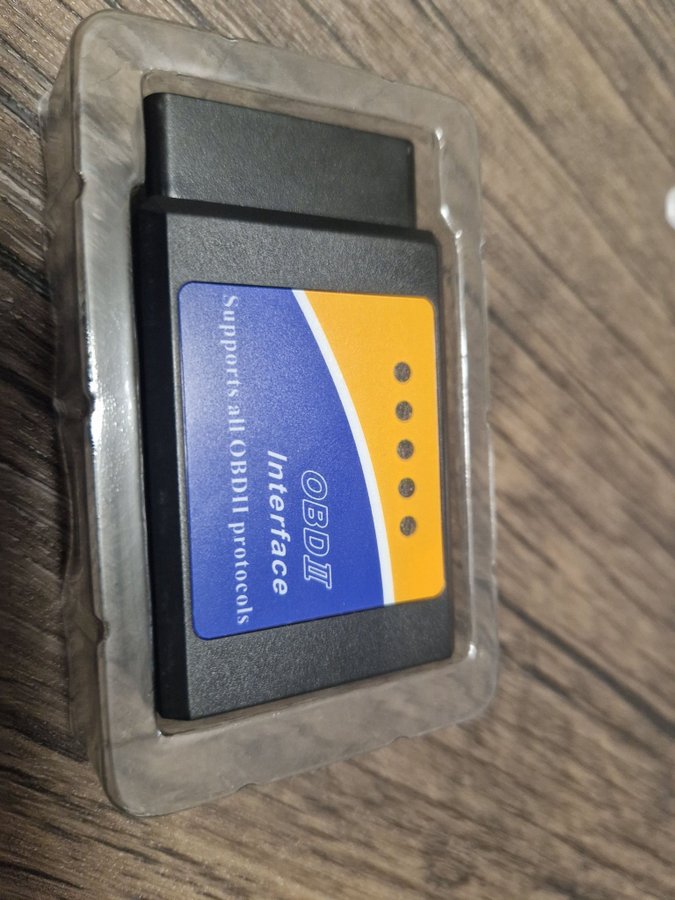 OBDII
Interface
Supports all OBDII protocols